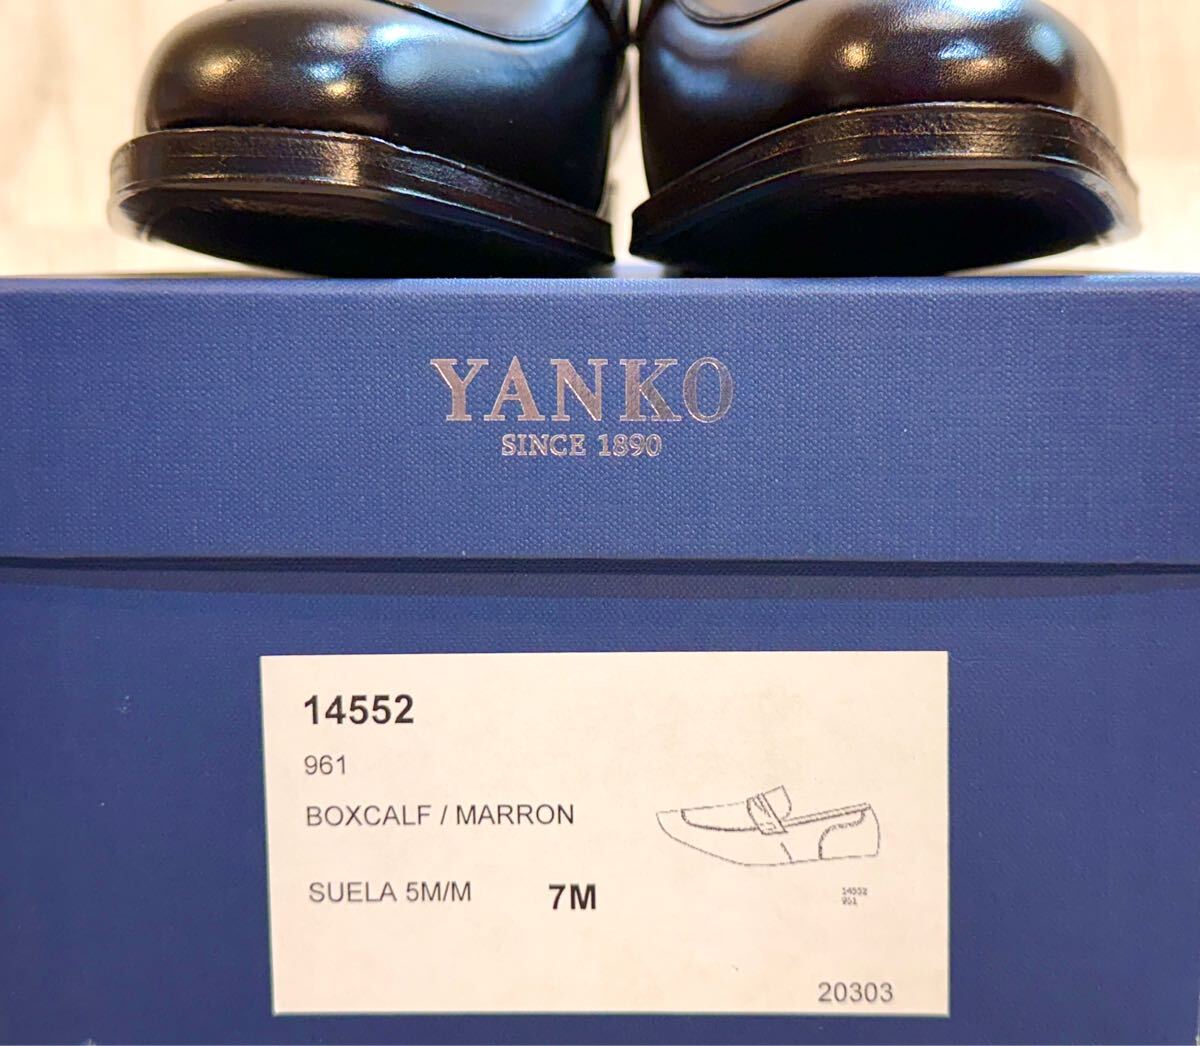 YANKO
SINCE 1890
14552
961
BOXCALF / MARRON
SUELA 5M/M 7M
14552
961
20303